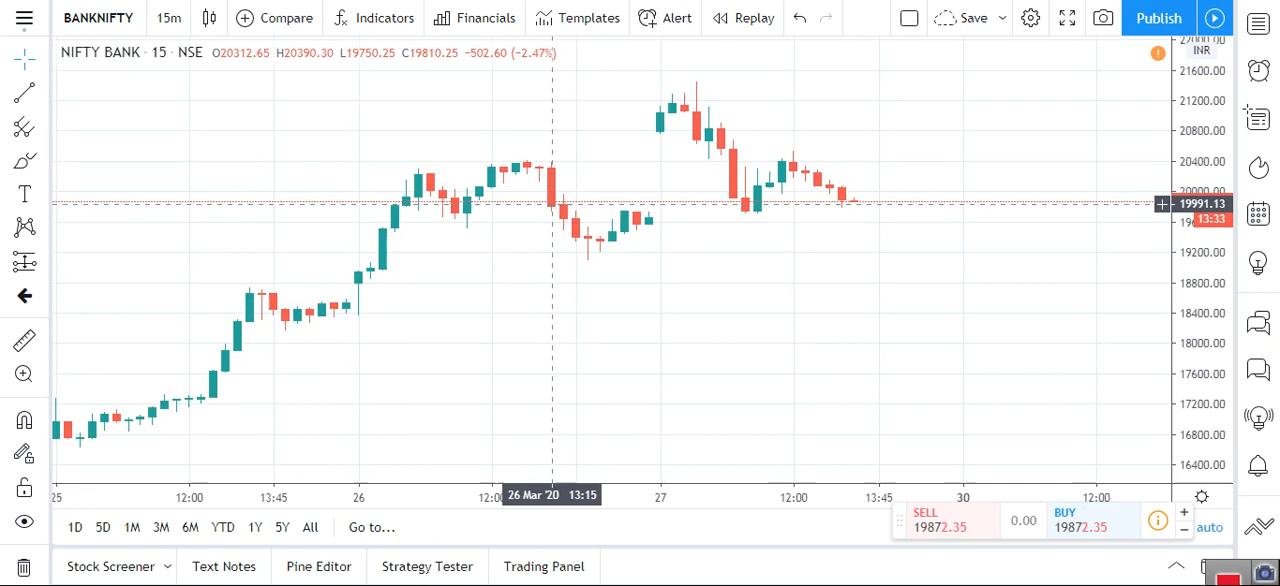 BANKNIFTY 15m Compare Indicators Financials Templates Alert Replay Save Publish
NIFTY BANK · 15 · NSE O20312.65 H20390.30 L19750.25 C19810.25 -502.60 (-2.47%)
22000.00
INR
21600.00
21200.00
20800.00
20400.00
20000.00
19991.13
13:33
19200.00
18800.00
18400.00
18000.00
17600.00
17200.00
16800.00
16400.00
25 12:00 13:45 26 12:00 26 Mar '20 13:15 27 12:00 13:45 30 12:00
SELL 19872.35 0.00 BUY 19872.35
1D 5D 1M 3M 6M YTD 1Y 5Y All Go to... auto
Stock Screener Text Notes Pine Editor Strategy Tester Trading Panel